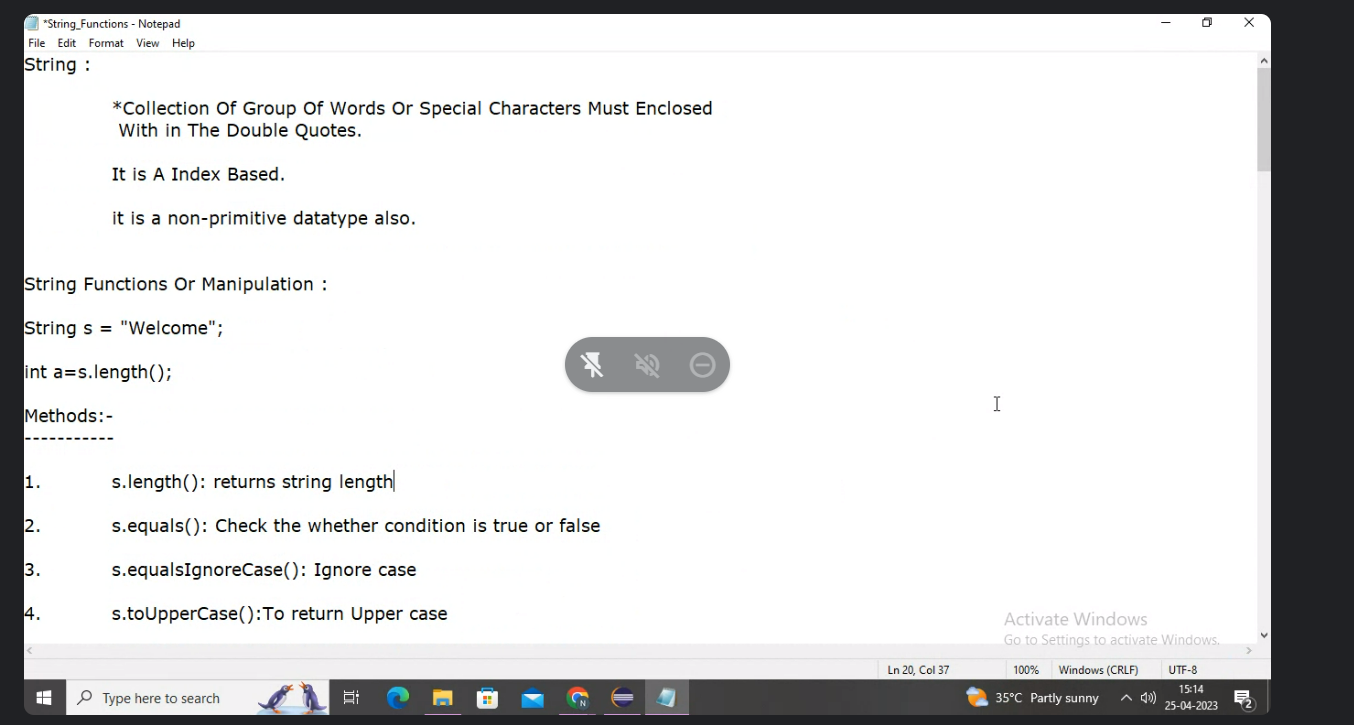 *String_Functions - Notepad
File Edit Format View Help
String :
*Collection Of Group Of Words Or Special Characters Must Enclosed
With in The Double Quotes.
It is A Index Based.
it is a non-primitive datatype also.
String Functions Or Manipulation :
String s = "Welcome";
int a=s.length();
Methods:-
-----------
1. s.length(): returns string length
2. s.equals(): Check the whether condition is true or false
3. s.equalsIgnoreCase(): Ignore case
4. s.toUpperCase():To return Upper case
Activate Windows
Go to Settings to activate Windows.
Ln 20, Col 37 100% Windows (CRLF) UTF-8
Type here to search
N
35°C Partly sunny
15:14
25-04-2023
2